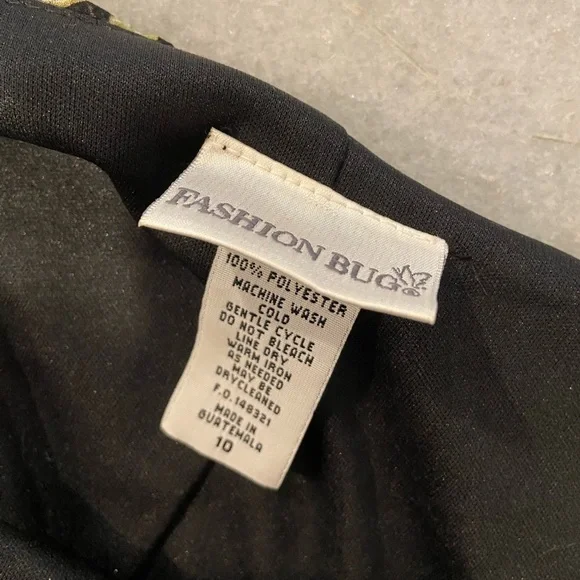 FASHION BUG®
100% POLYESTER
MACHINE WASH
COLD
GENTLE CYCLE
DO NOT BLEACH
LINE DRY
WARM IRON
AS NEEDED
MAY BE
DRYCLEANED
F.O. 148321
MADE IN
GUATEMALA
10